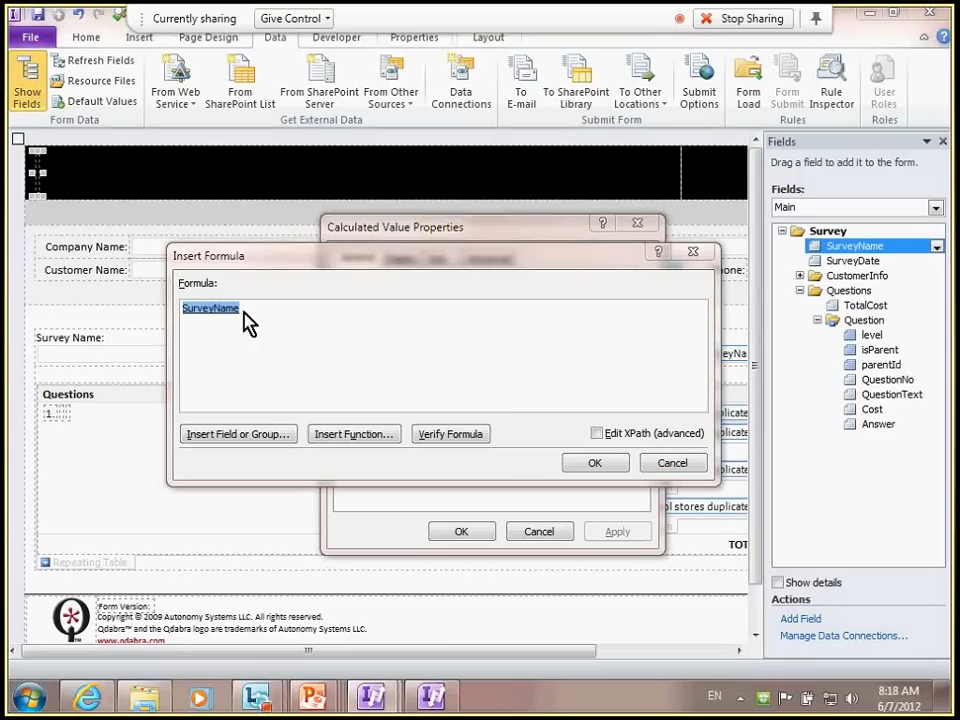 Currently sharing
Give Control
Stop Sharing
File
Home
Insert
Page Design
Data
Developer
Properties
Layout
Show Fields
Refresh Fields
Resource Files
Default Values
Form Data
From Web Service
From SharePoint List
From SharePoint Server
From Other Sources
Get External Data
Data Connections
To E-mail
To SharePoint Library
To Other Locations
Submit Options
Submit Form
Form Load
Form Submit
Rule Inspector
Rules
User Roles
Roles
Company Name:
Customer Name:
Survey Name:
Questions
1.
Repeating Table
Form Version:
Copyright © 2009 Autonomy Systems LLC. All rights reserved.
Qdabra™ and the Qdabra logo are trademarks of Autonomy Systems LLC.
www.qdabra.com
Calculated Value Properties
Insert Formula
Formula:
SurveyName
Insert Field or Group...
Insert Function...
Verify Formula
Edit XPath (advanced)
OK
Cancel
OK
Cancel
Apply
Fields
Drag a field to add it to the form.
Fields:
Main
Survey
SurveyName
SurveyDate
CustomerInfo
Questions
TotalCost
Question
level
isParent
parentId
QuestionNo
QuestionText
Cost
Answer
Show details
Actions
Add Field
Manage Data Connections...
EN
8:18 AM
6/7/2012